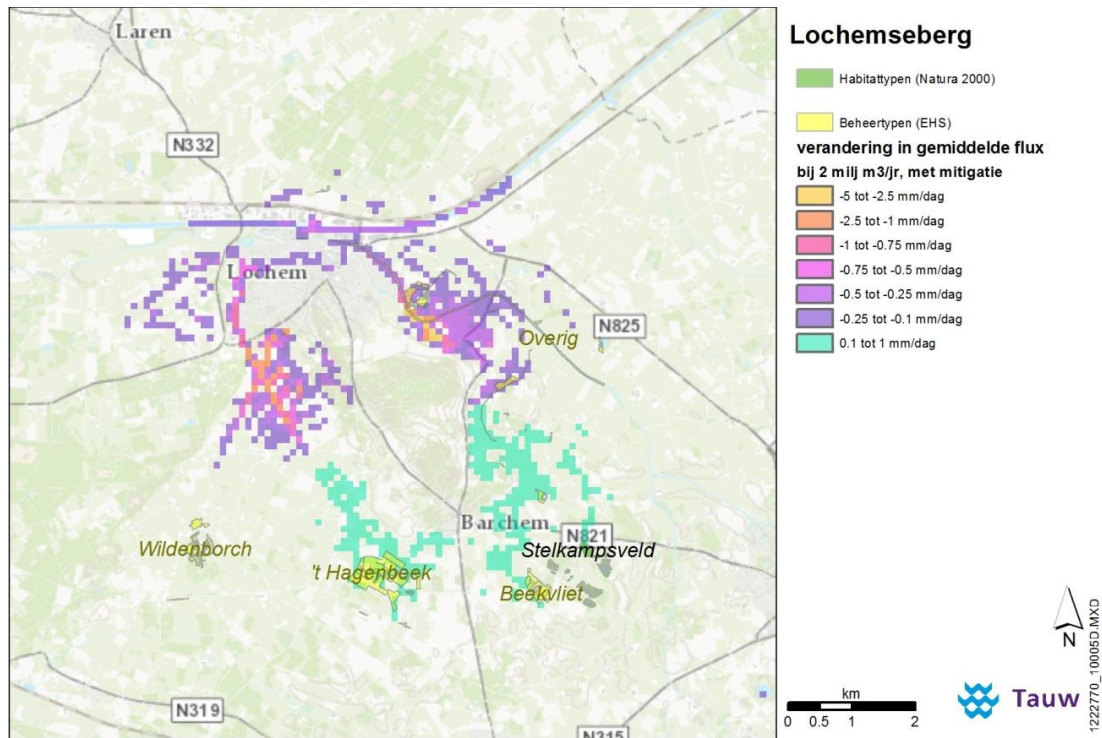 Laren
N332
Lochem
Overig
N825
Barchem
N821
Stelkampsveld
Wildenborch
't Hagenbeek
Beekvliet
N319
N315
Lochemseberg
Habitattypen (Natura 2000)
Beheertypen (EHS)
verandering in gemiddelde flux
bij 2 milj m3/jr, met mitigatie
-5 tot -2.5 mm/dag
-2.5 tot -1 mm/dag
-1 tot -0.75 mm/dag
-0.75 tot -0.5 mm/dag
-0.5 tot -0.25 mm/dag
-0.25 tot -0.1 mm/dag
0.1 tot 1 mm/dag
N
km
0 0.5 1 2
Tauw
1222770_10005D.MXD